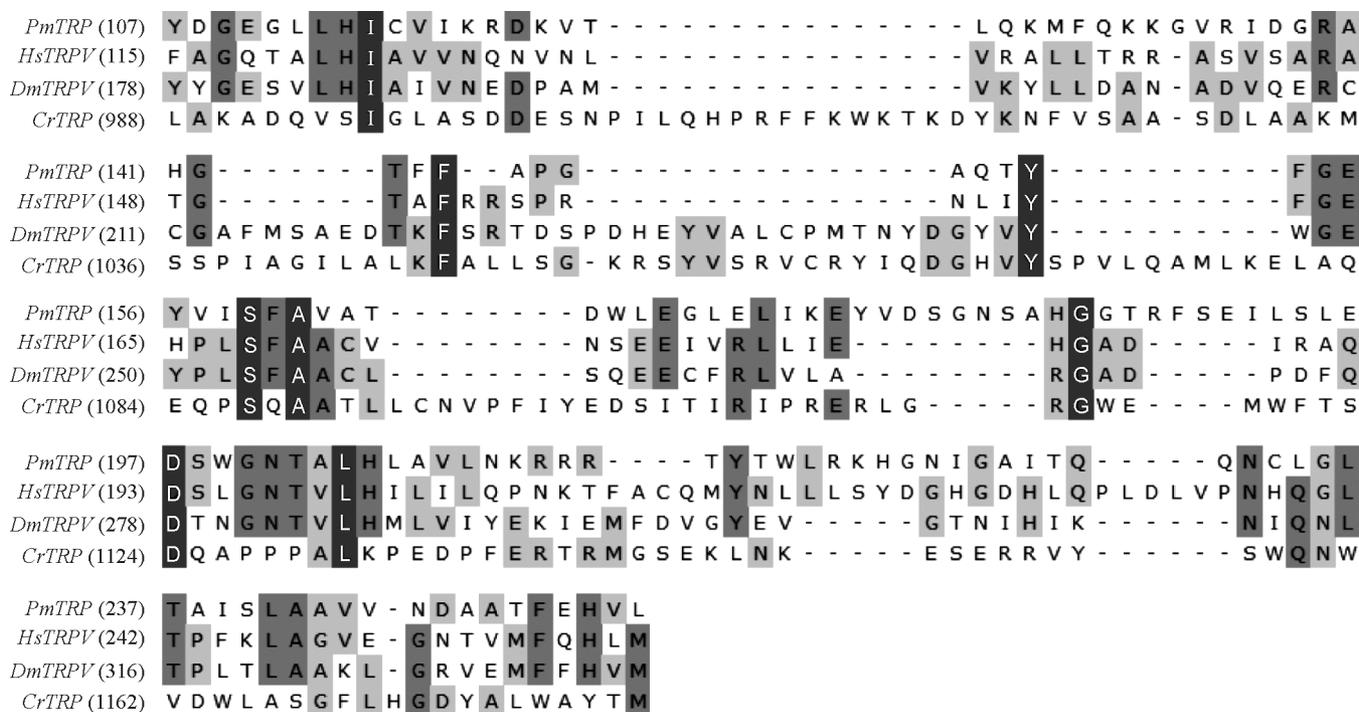 PmTRP (107) Y D G E G L L H I C V I K R D K V T - - - - - - - - - - - - - - - L Q K M F Q K K G V R I D G R A
HsTRPV (115) F A G Q T A L H I A V V N Q N V N L - - - - - - - - - - - - - - - V R A L L T R R - A S V S A R A
DmTRPV (178) Y Y G E S V L H I A I V N E D P A M - - - - - - - - - - - - - - - V K Y L L D A N - A D V Q E R C
CrTRP (988) L A K A D Q V S I G L A S D D E S N P I L Q H P R F F K W K T K D Y K N F V S A A - S D L A A K M
PmTRP (141) H G - - - - - - - T F F - - A P G - - - - - - - - - - - - - - - A Q T Y - - - - - - - - - - F G E
HsTRPV (148) T G - - - - - - - T A F R R S P R - - - - - - - - - - - - - - - N L I Y - - - - - - - - - - F G E
DmTRPV (211) C G A F M S A E D T K F S R T D S P D H E Y V A L C P M T N Y D G Y V Y - - - - - - - - - - W G E
CrTRP (1036) S S P I A G I L A L K F A L L S G - K R S Y V S R V C R Y I Q D G H V Y S P V L Q A M L K E L A Q
PmTRP (156) Y V I S F A V A T - - - - - - - - D W L E G L E L I K E Y V D S G N S A H G G T R F S E I L S L E
HsTRPV (165) H P L S F A A C V - - - - - - - - N S E E I V R L L I E - - - - - - - - H G A D - - - - - I R A Q
DmTRPV (250) Y P L S F A A C L - - - - - - - - S Q E E C F R L V L A - - - - - - - - R G A D - - - - - P D F Q
CrTRP (1084) E Q P S Q A A T L L C N V P F I Y E D S I T I R I P R E R L G - - - - - R G W E - - - - M W F T S
PmTRP (197) D S W G N T A L H L A V L N K R R R - - - - T Y T W L R K H G N I G A I T Q - - - - - Q N C L G L
HsTRPV (193) D S L G N T V L H I L I L Q P N K T F A C Q M Y N L L L S Y D G H G D H L Q P L D L V P N H Q G L
DmTRPV (278) D T N G N T V L H M L V I Y E K I E M F D V G Y E V - - - - - G T N I H I K - - - - - - N I Q N L
CrTRP (1124) D Q A P P P A L K P E D P F E R T R M G S E K L N K - - - - - E S E R R V Y - - - - - - S W Q N W
PmTRP (237) T A I S L A A V V - N D A A T F E H V L
HsTRPV (242) T P F K L A G V E - G N T V M F Q H L M
DmTRPV (316) T P L T L A A K L - G R V E M F F H V M
CrTRP (1162) V D W L A S G F L H G D Y A L W A Y T M